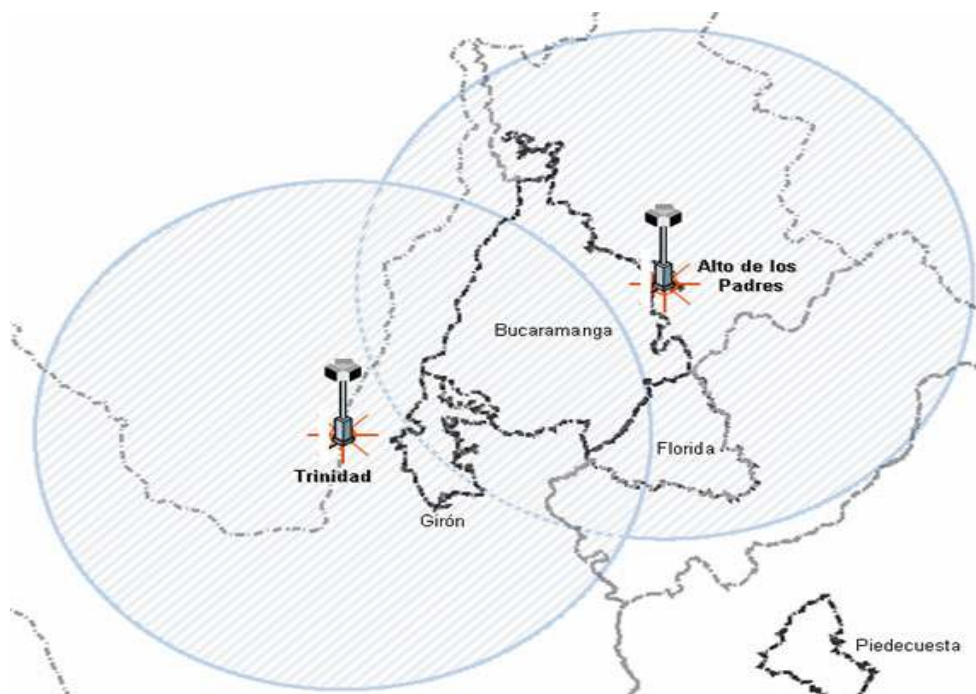 Alto de los
Padres
Bucaramanga
Florida
Trinidad
Girón
Piedecuesta